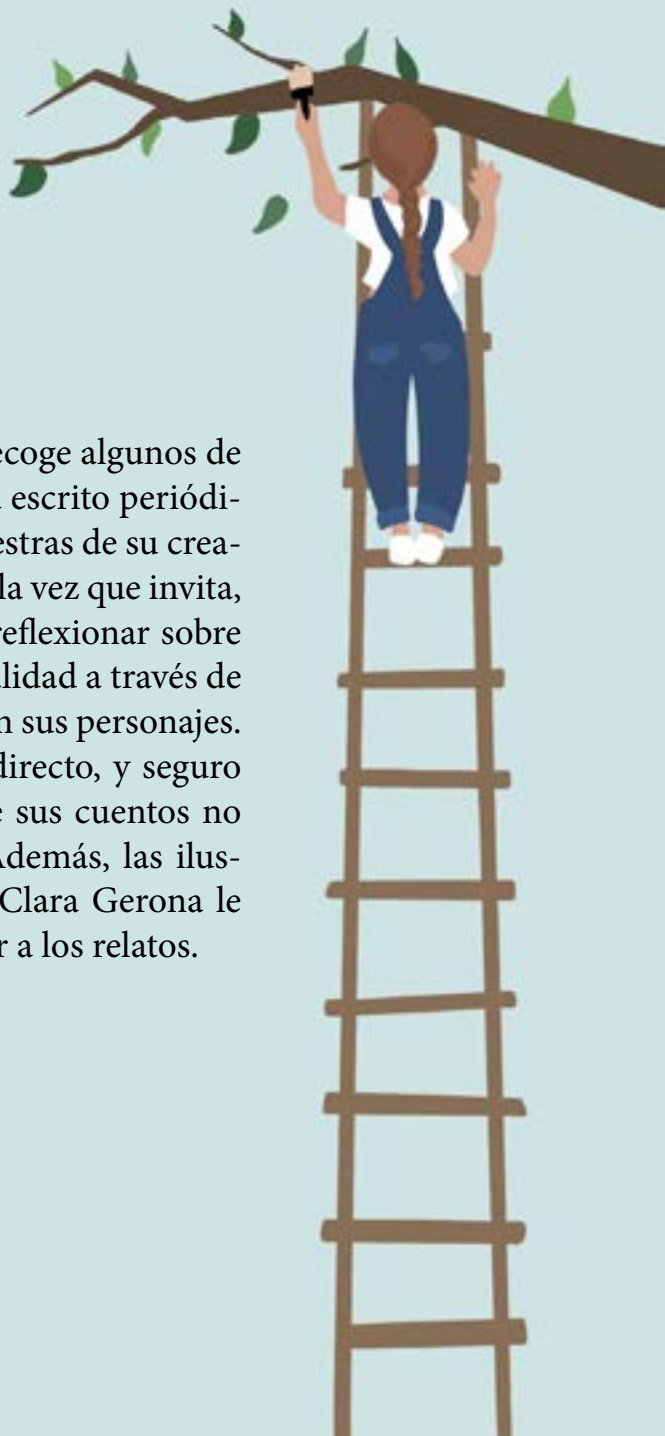 ecoge algunos de
escrito periódi-
estras de su crea-
la vez que invita,
reflexionar sobre
alidad a través de
n sus personajes.
directo, y seguro
e sus cuentos no
Además, las ilus-
Clara Gerona le
r a los relatos.